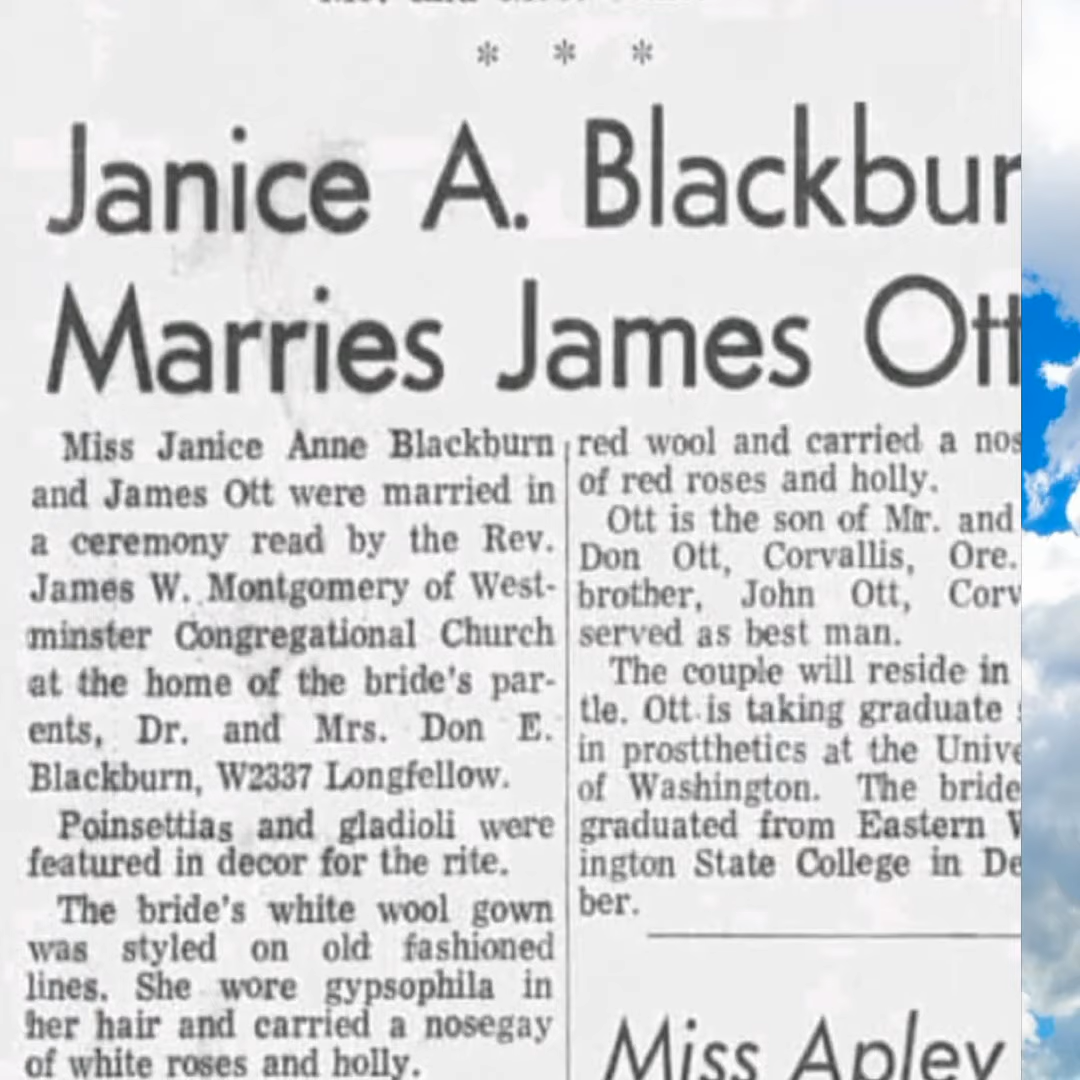 * * *
Janice A. Blackbur
Marries James Ott
Miss Janice Anne Blackburn
and James Ott were married in
a ceremony read by the Rev.
James W. Montgomery of West-
minster Congregational Church
at the home of the bride's par-
ents, Dr. and Mrs. Don E.
Blackburn, W2337 Longfellow.
Poinsettias and gladioli were
featured in decor for the rite.
The bride's white wool gown
was styled on old fashioned
lines. She wore gypsophila in
her hair and carried a nosegay
of white roses and holly.
red wool and carried a nos
of red roses and holly.
Ott is the son of Mr. and
Don Ott, Corvallis, Ore.
brother, John Ott, Corv
served as best man.
The couple will reside in
tle. Ott is taking graduate
in prostthetics at the Unive
of Washington. The bride
graduated from Eastern W
ington State College in De
ber.
Miss Apley